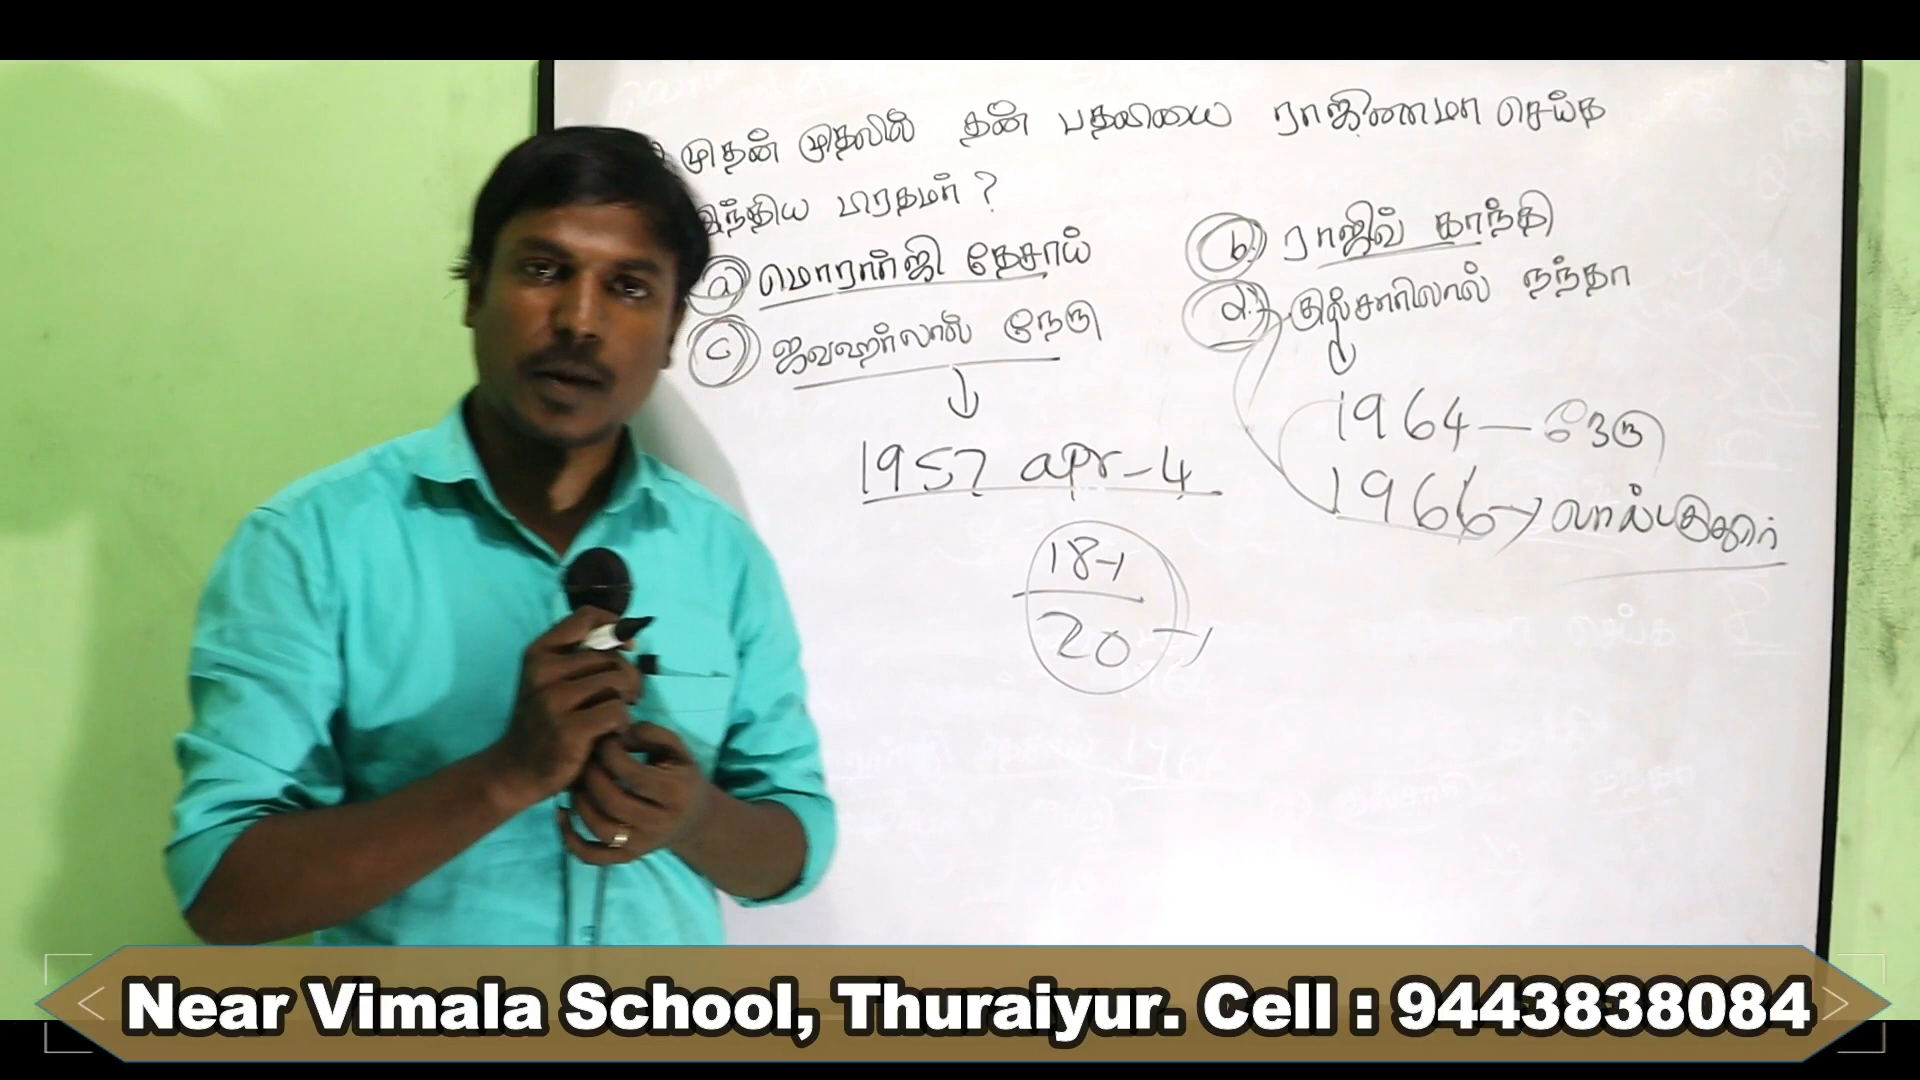 முதன் முதலில் தன் பதவியை ராஜினாமா செய்த
இந்திய பிரதமர் ?
a மொரார்ஜி தேசாய்
b. ராஜிவ் காந்தி
c ஜவஹர்லால் நேரு
d. குல்சாரிலால் நந்தா
1957 apr-4
18-1
20-1
1964 — நேரு
1966 → லால்பகதூர்
Near Vimala School, Thuraiyur. Cell : 9443838084